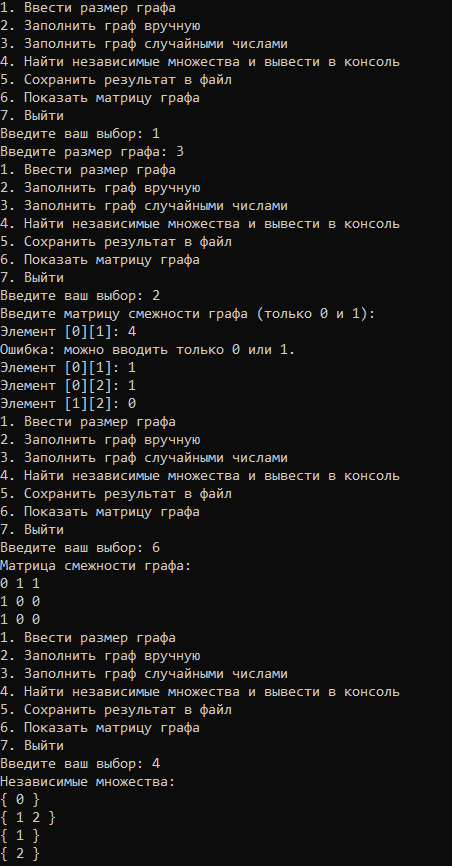 1. Ввести размер графа
2. Заполнить граф вручную
3. Заполнить граф случайными числами
4. Найти независимые множества и вывести в консоль
5. Сохранить результат в файл
6. Показать матрицу графа
7. Выйти
Введите ваш выбор: 1
Введите размер графа: 3
1. Ввести размер графа
2. Заполнить граф вручную
3. Заполнить граф случайными числами
4. Найти независимые множества и вывести в консоль
5. Сохранить результат в файл
6. Показать матрицу графа
7. Выйти
Введите ваш выбор: 2
Введите матрицу смежности графа (только 0 и 1):
Элемент [0][1]: 4
Ошибка: можно вводить только 0 или 1.
Элемент [0][1]: 1
Элемент [0][2]: 1
Элемент [1][2]: 0
1. Ввести размер графа
2. Заполнить граф вручную
3. Заполнить граф случайными числами
4. Найти независимые множества и вывести в консоль
5. Сохранить результат в файл
6. Показать матрицу графа
7. Выйти
Введите ваш выбор: 6
Матрица смежности графа:
0 1 1
1 0 0
1 0 0
1. Ввести размер графа
2. Заполнить граф вручную
3. Заполнить граф случайными числами
4. Найти независимые множества и вывести в консоль
5. Сохранить результат в файл
6. Показать матрицу графа
7. Выйти
Введите ваш выбор: 4
Независимые множества:
{ 0 }
{ 1 2 }
{ 1 }
{ 2 }